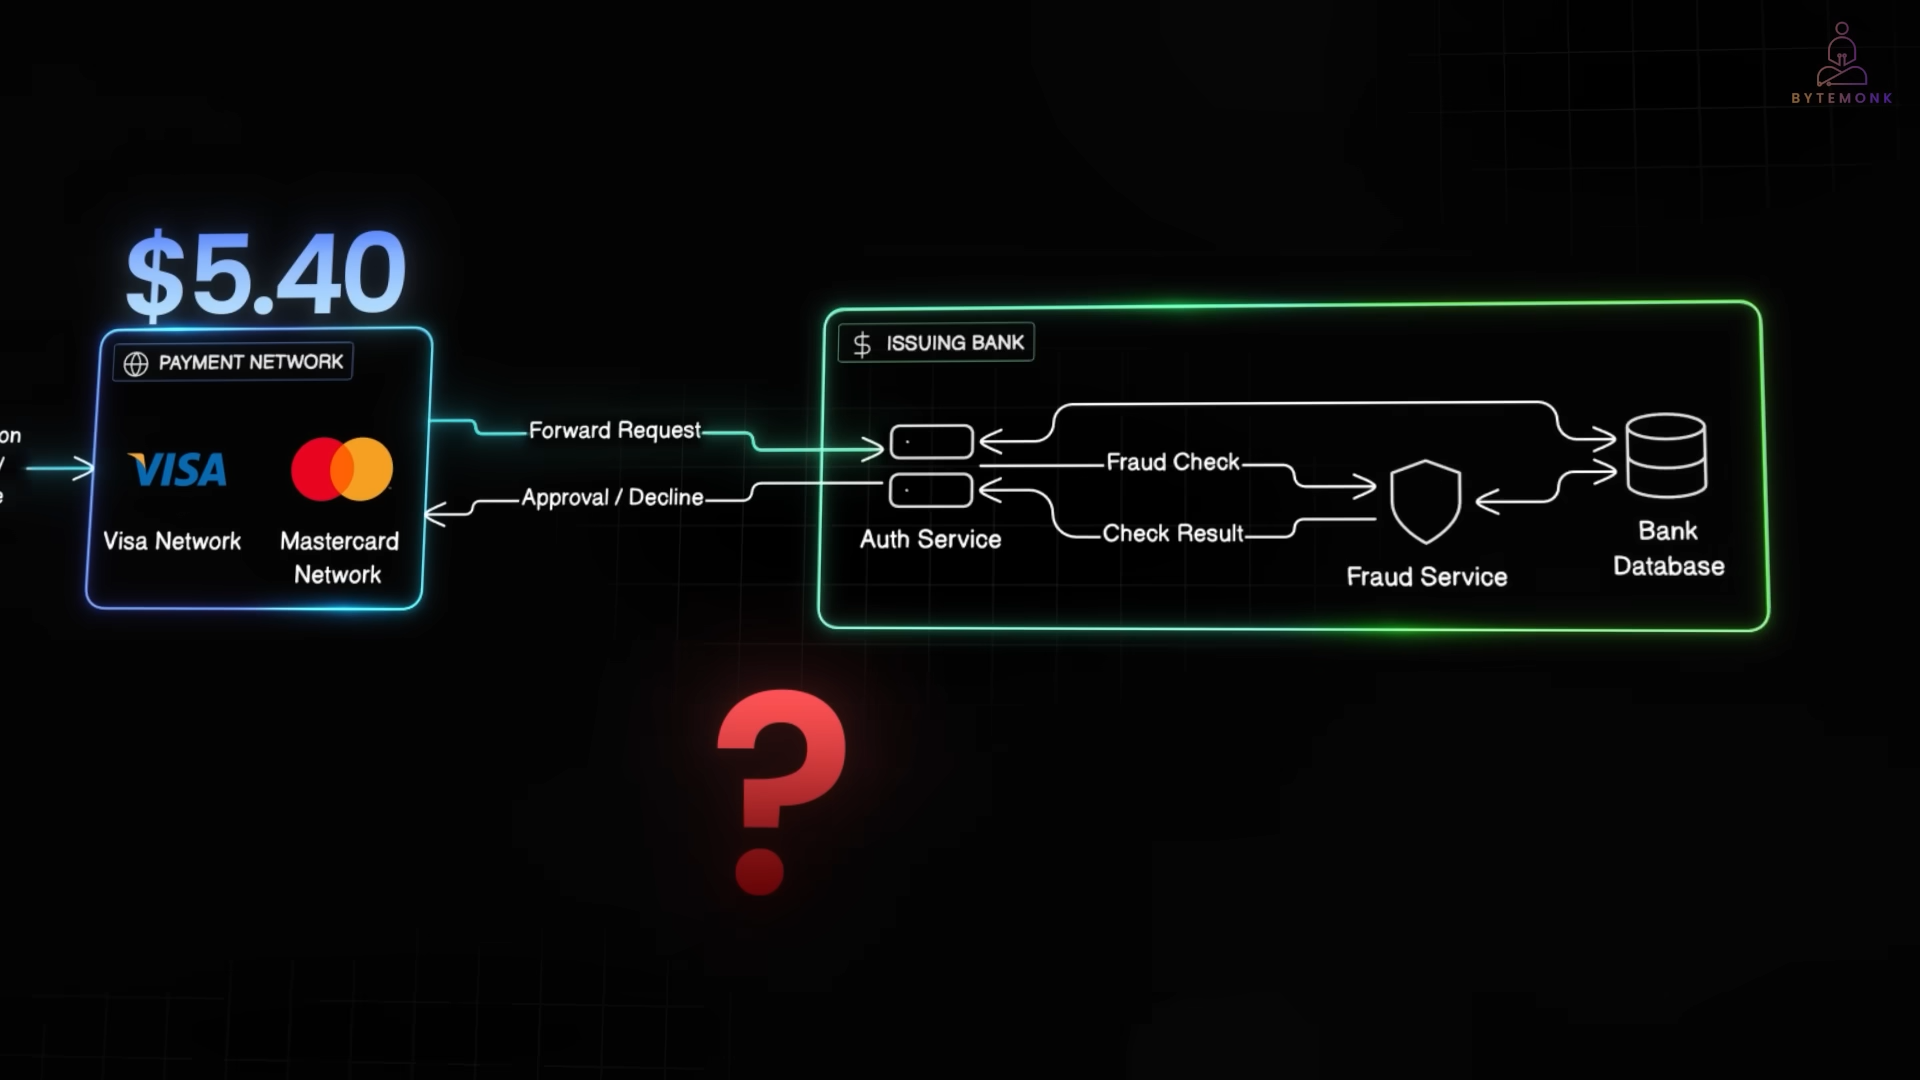 BYTEMONK
$5.40
PAYMENT NETWORK
ISSUING BANK
on
/
e
VISA
Visa Network
Mastercard
Network
Forward Request
Approval / Decline
Auth Service
Fraud Check
Check Result
Fraud Service
Bank
Database
?